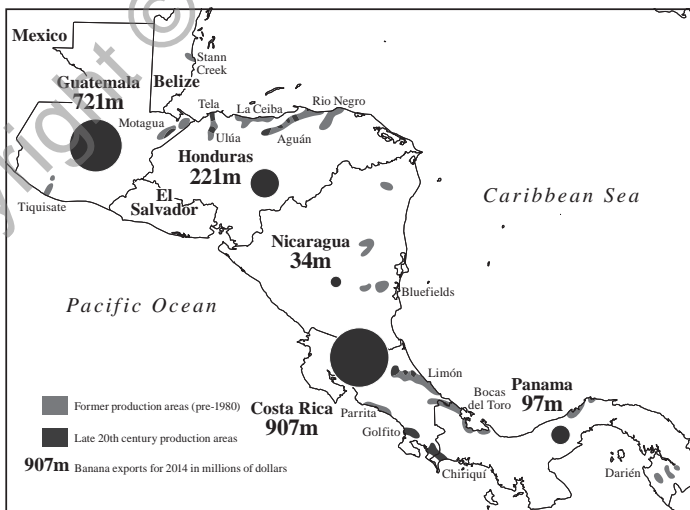 Mexico
Stann
Creek
Guatemala
721m
Belize
Tela
La Ceiba
Rio Negro
Motagua
Ulúa
Aguán
Honduras
221m
Tiquisate
El
Salvador
Caribbean Sea
Nicaragua
34m
Bluefields
Pacific Ocean
Limón
Bocas
del Toro
Panama
97m
Costa Rica
907m
Parrita
Golfito
Chiriquí
Darién
Former production areas (pre-1980)
Late 20th century production areas
907m Banana exports for 2014 in millions of dollars
yright ©